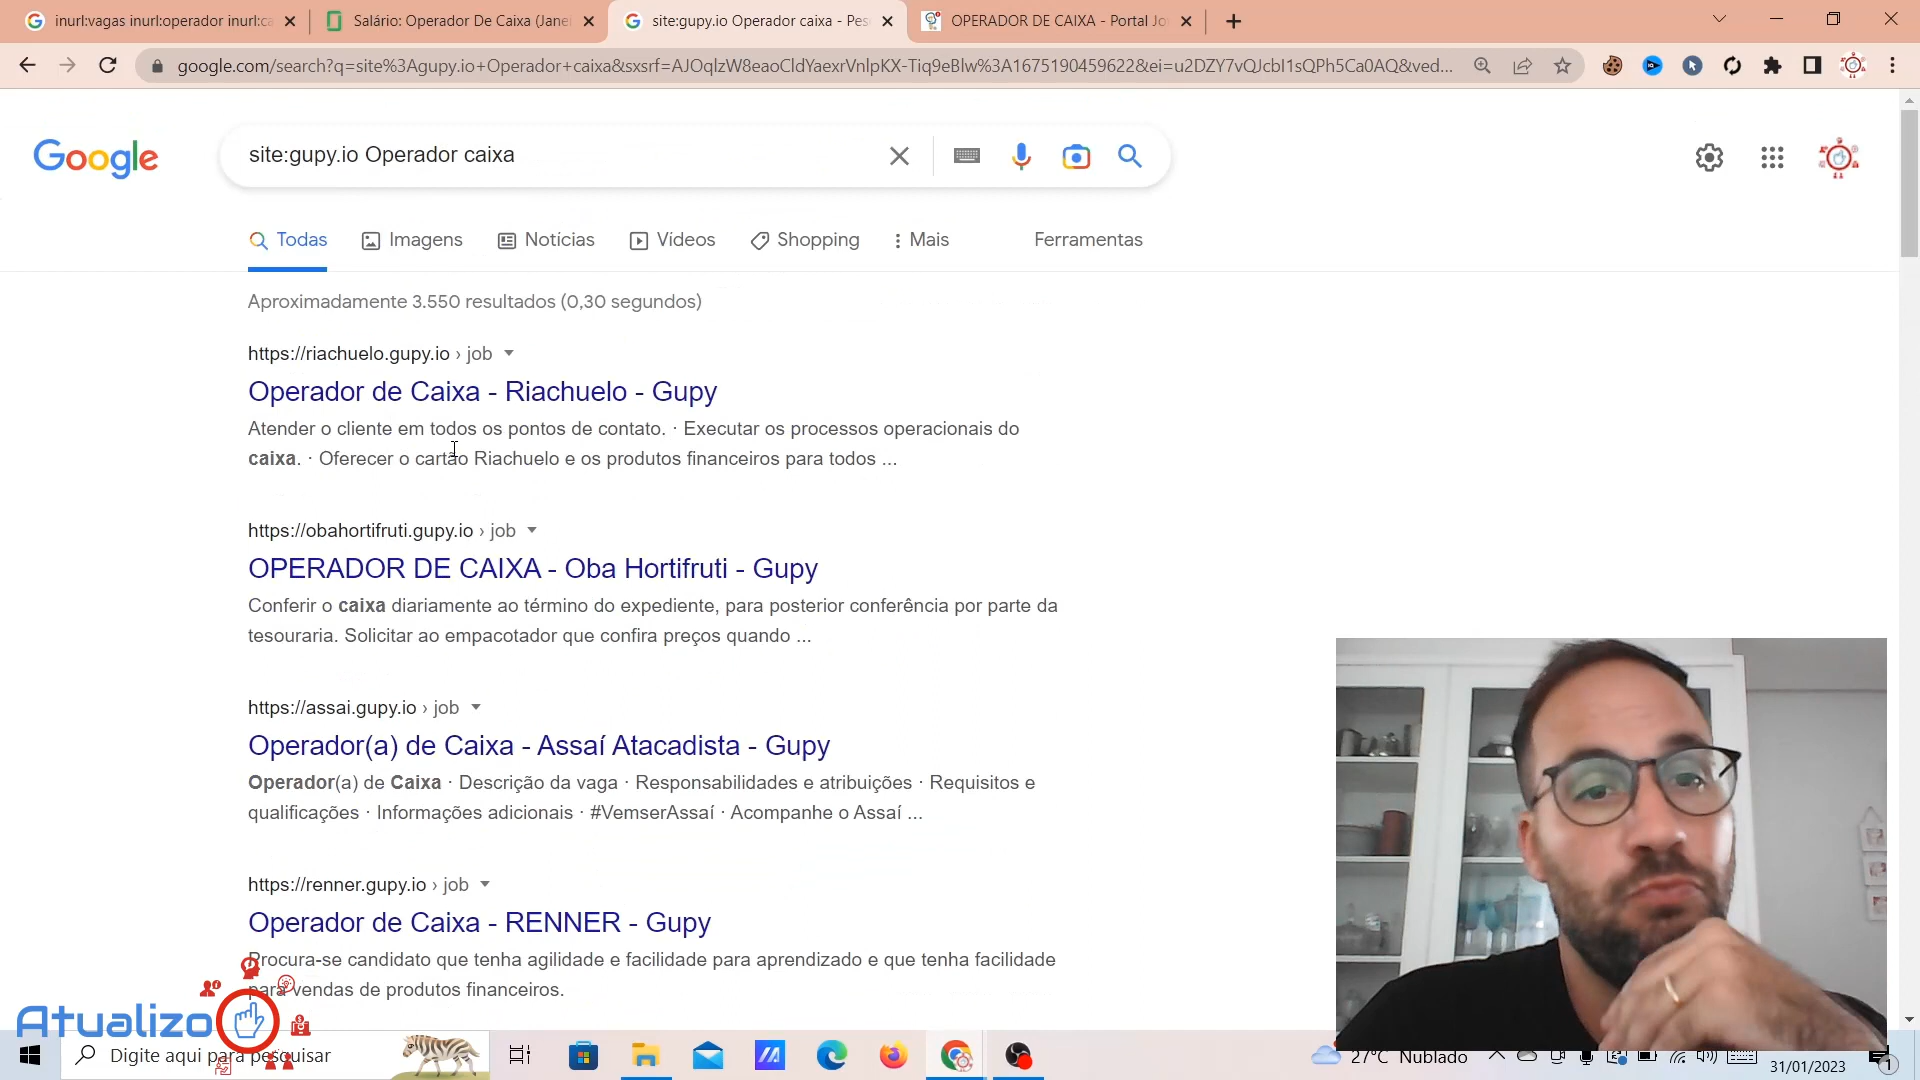 inurl:vagas inurl:operador inurl:ca
Salário: Operador De Caixa (Jane
site:gupy.io Operador caixa - Pes
OPERADOR DE CAIXA - Portal Jo
google.com/search?q=site%3Agupy.io+Operador+caixa&sxsrf=AJOqlzW8eaoCldYaexrVnlpKX-Tiq9eBlw%3A1675190459622&ei=u2DZY7vQJcbI1sQPh5Ca0AQ&ved...
Google
site:gupy.io Operador caixa
Todas
Imagens
Notícias
Vídeos
Shopping
Mais
Ferramentas
Aproximadamente 3.550 resultados (0,30 segundos)
https://riachuelo.gupy.io › job
Operador de Caixa - Riachuelo - Gupy
Atender o cliente em todos os pontos de contato. · Executar os processos operacionais do
caixa. · Oferecer o cartão Riachuelo e os produtos financeiros para todos ...
https://obahortifruti.gupy.io › job
OPERADOR DE CAIXA - Oba Hortifruti - Gupy
Conferir o caixa diariamente ao término do expediente, para posterior conferência por parte da
tesouraria. Solicitar ao empacotador que confira preços quando ...
https://assai.gupy.io › job
Operador(a) de Caixa - Assaí Atacadista - Gupy
Operador(a) de Caixa · Descrição da vaga · Responsabilidades e atribuições · Requisitos e
qualificações · Informações adicionais · #VemserAssaí · Acompanhe o Assaí ...
https://renner.gupy.io › job
Operador de Caixa - RENNER - Gupy
Procura-se candidato que tenha agilidade e facilidade para aprendizado e que tenha facilidade
para vendas de produtos financeiros.
Atualizo
Digite aqui para pesquisar
27°C Nublado
31/01/2023
1